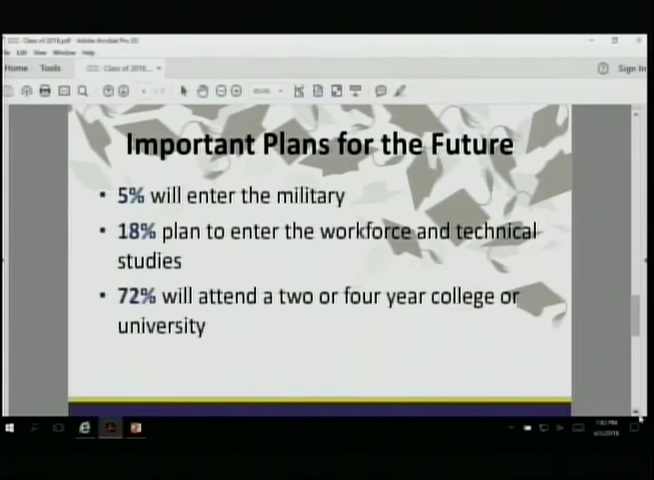 Class of 2018.pdf - Adobe Acrobat Pro DC
Edit View Window Help
Home Tools Class of 2018... Sign In
Important Plans for the Future
• 5% will enter the military
• 18% plan to enter the workforce and technical
studies
• 72% will attend a two or four year college or
university